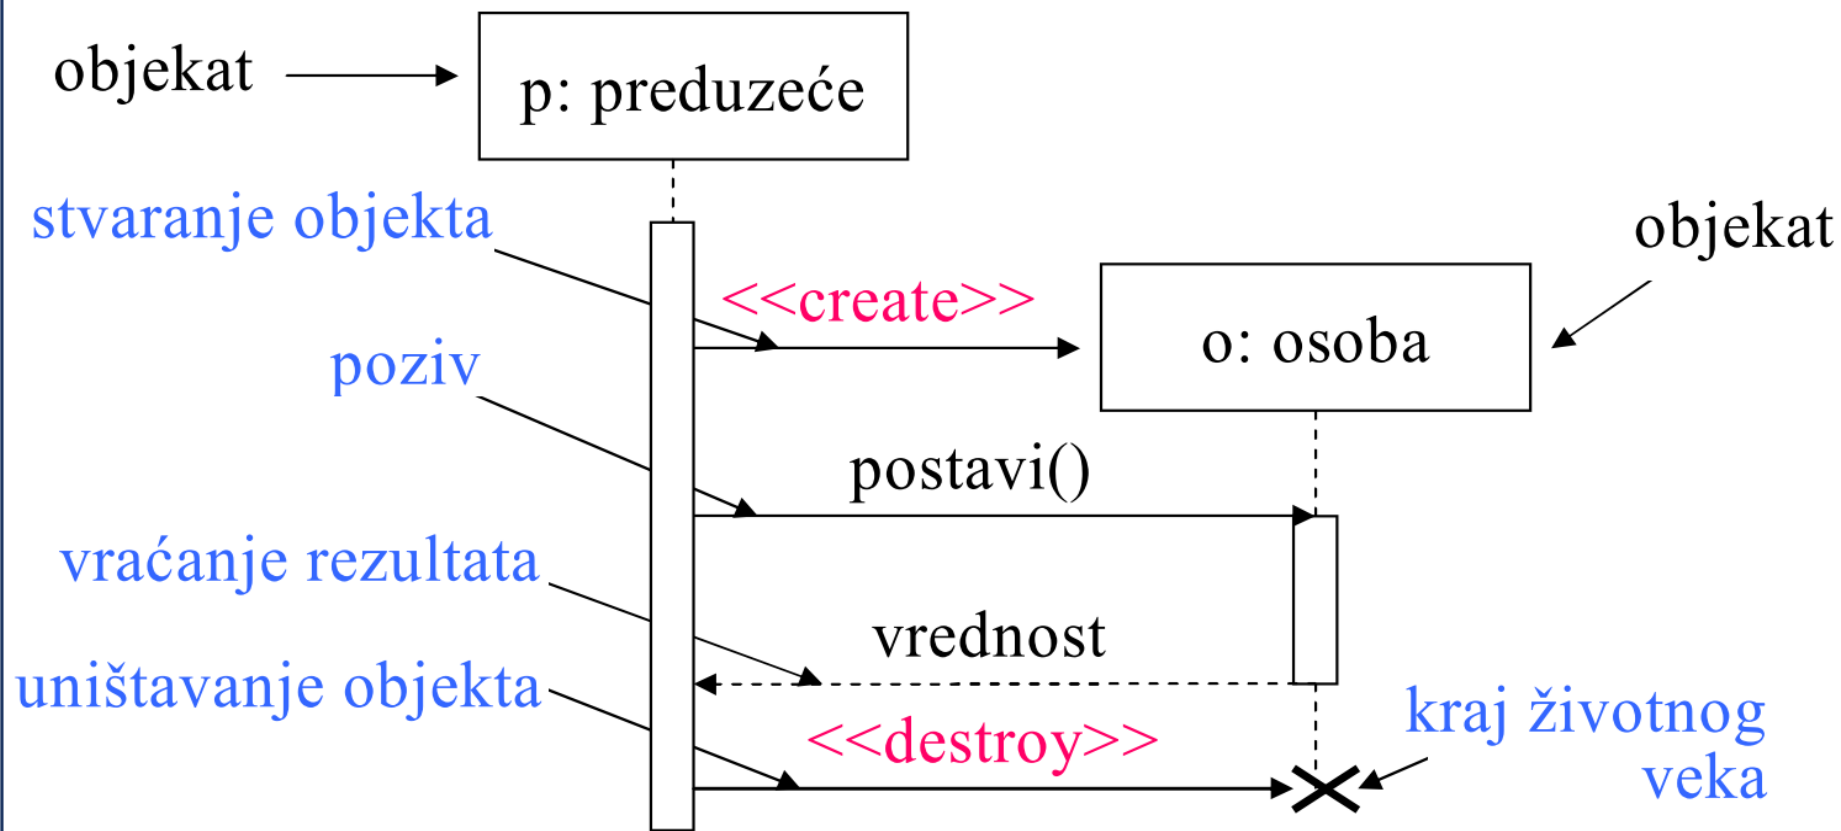 objekat
p: preduzeće
stvaranje objekta
objekat
<<create>>
o: osoba
poziv
postavi()
vraćanje rezultata
vrednost
uništavanje objekta
<<destroy>>
kraj životnog
veka